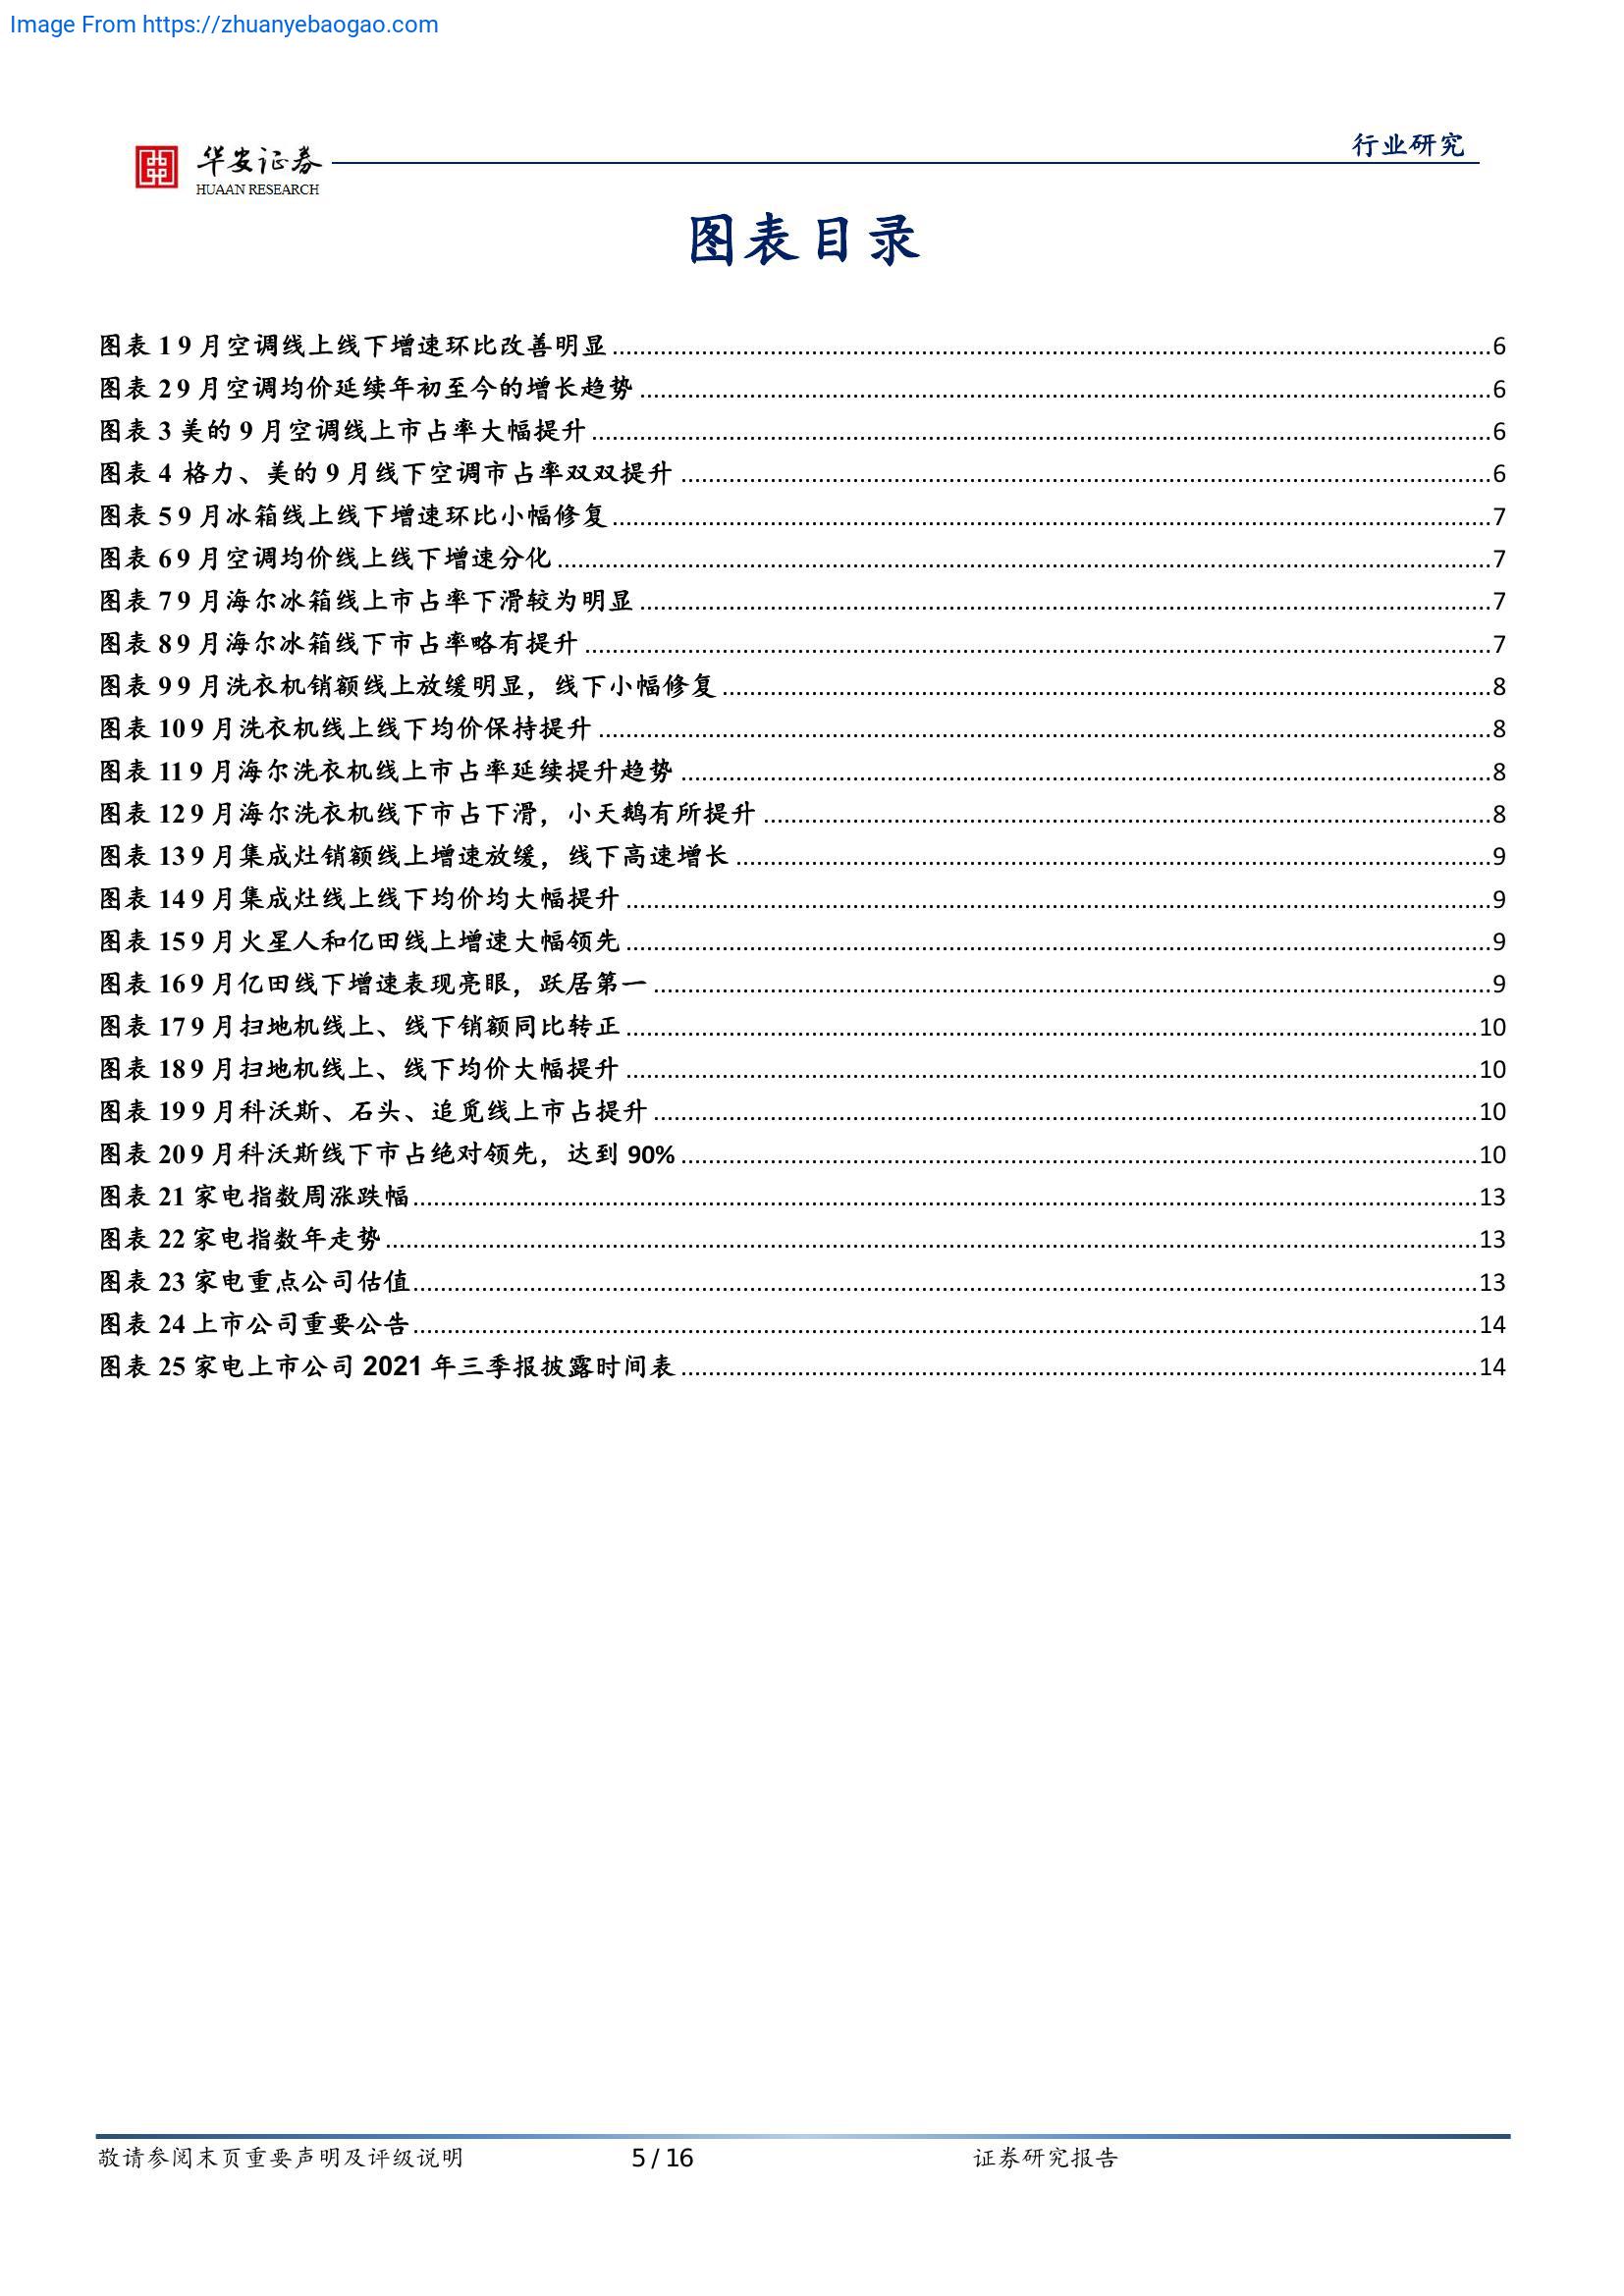 Image From https://zhuanyebaogao.com
华安证券
HUAAN RESEARCH
行业研究
图表目录
图表 1 9 月空调线上线下增速环比改善明显 6
图表 2 9 月空调均价延续年初至今的增长趋势 6
图表 3 美的 9 月空调线上市占率大幅提升 6
图表 4 格力、美的 9 月线下空调市占率双双提升 6
图表 5 9 月冰箱线上线下增速环比小幅修复 7
图表 6 9 月空调均价线上线下增速分化 7
图表 7 9 月海尔冰箱线上市占率下滑较为明显 7
图表 8 9 月海尔冰箱线下市占率略有提升 7
图表 9 9 月洗衣机销额线上放缓明显，线下小幅修复 8
图表 10 9 月洗衣机线上线下均价保持提升 8
图表 11 9 月海尔洗衣机线上市占率延续提升趋势 8
图表 12 9 月海尔洗衣机线下市占下滑，小天鹅有所提升 8
图表 13 9 月集成灶销额线上增速放缓，线下高速增长 9
图表 14 9 月集成灶线上线下均价均大幅提升 9
图表 15 9 月火星人和亿田线上增速大幅领先 9
图表 16 9 月亿田线下增速表现亮眼，跃居第一 9
图表 17 9 月扫地机线上、线下销额同比转正 10
图表 18 9 月扫地机线上、线下均价大幅提升 10
图表 19 9 月科沃斯、石头、追觅线上市占提升 10
图表 20 9 月科沃斯线下市占绝对领先，达到 90% 10
图表 21 家电指数周涨跌幅 13
图表 22 家电指数年走势 13
图表 23 家电重点公司估值 13
图表 24 上市公司重要公告 14
图表 25 家电上市公司 2021 年三季报披露时间表 14
敬请参阅末页重要声明及评级说明 5 / 16 证券研究报告